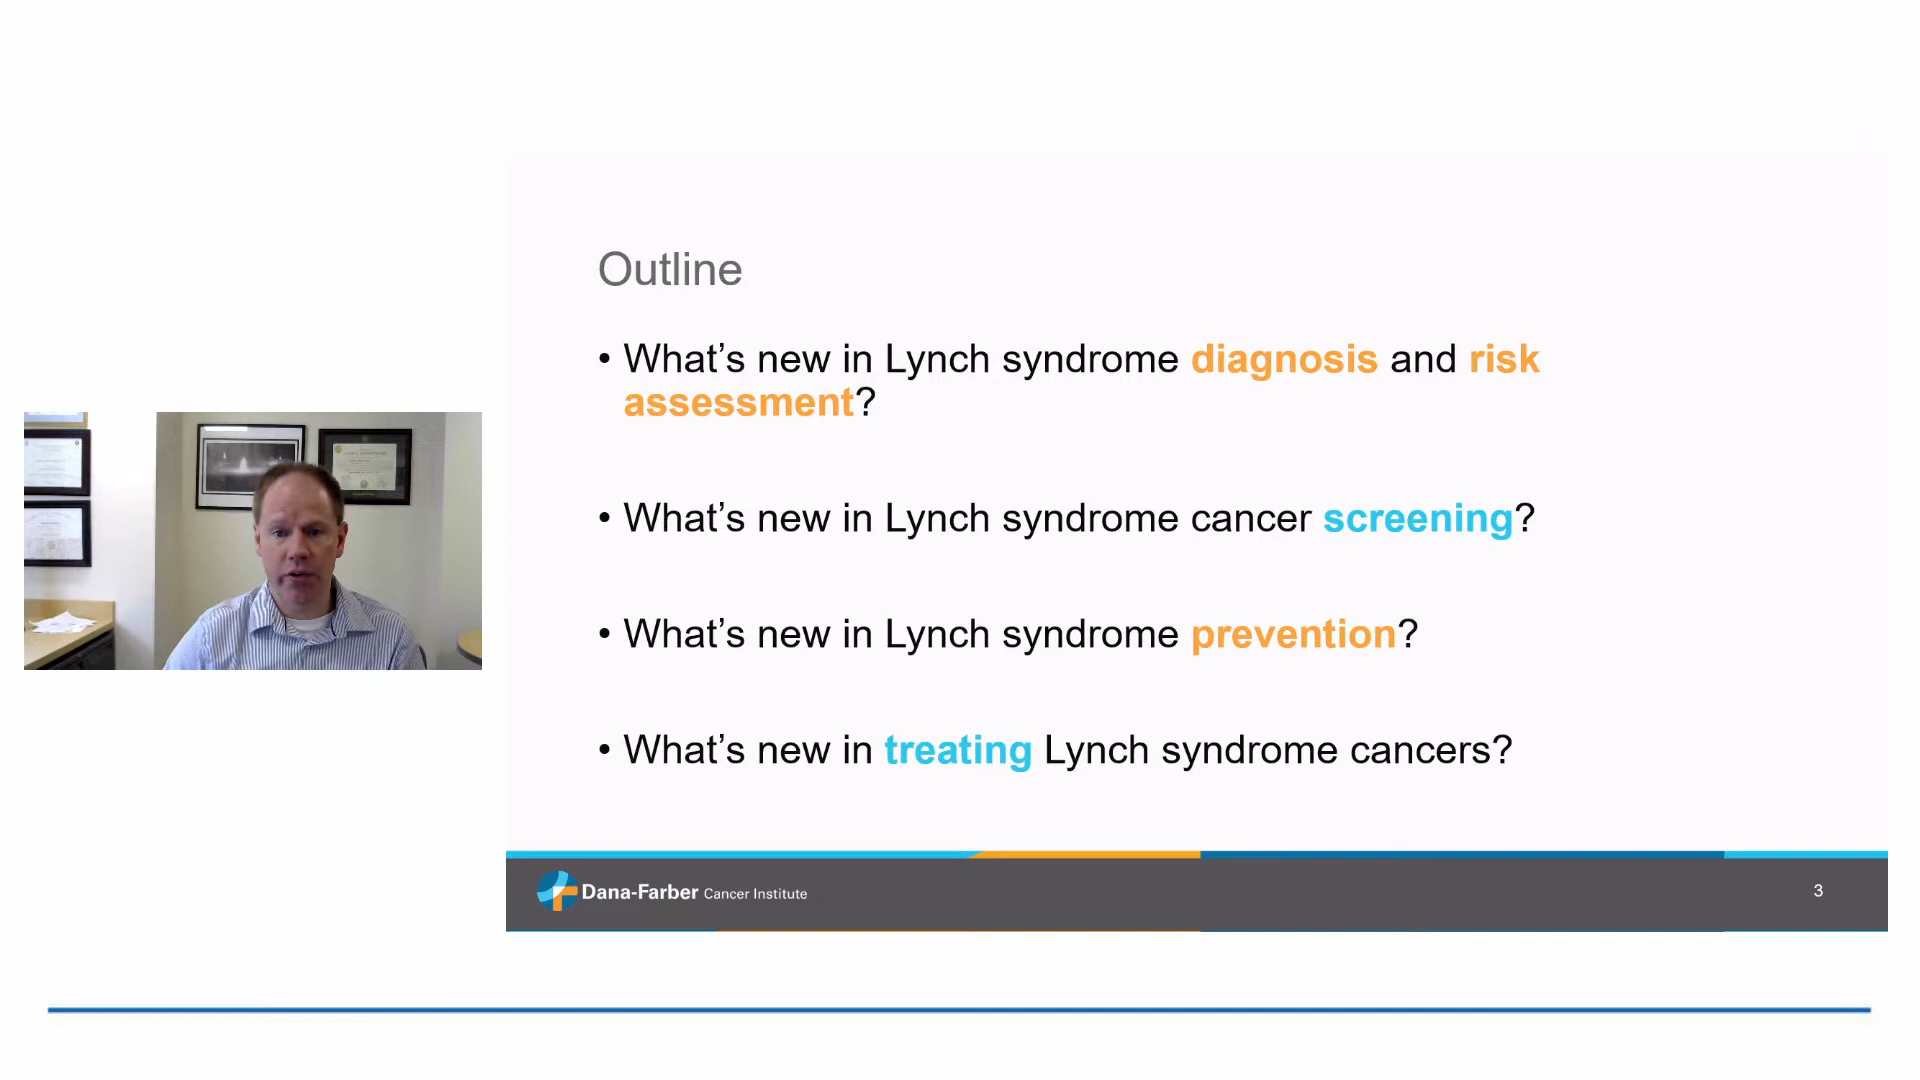 Outline
• What’s new in Lynch syndrome diagnosis and risk
assessment?
• What’s new in Lynch syndrome cancer screening?
• What’s new in Lynch syndrome prevention?
• What’s new in treating Lynch syndrome cancers?
Dana-Farber Cancer Institute
3